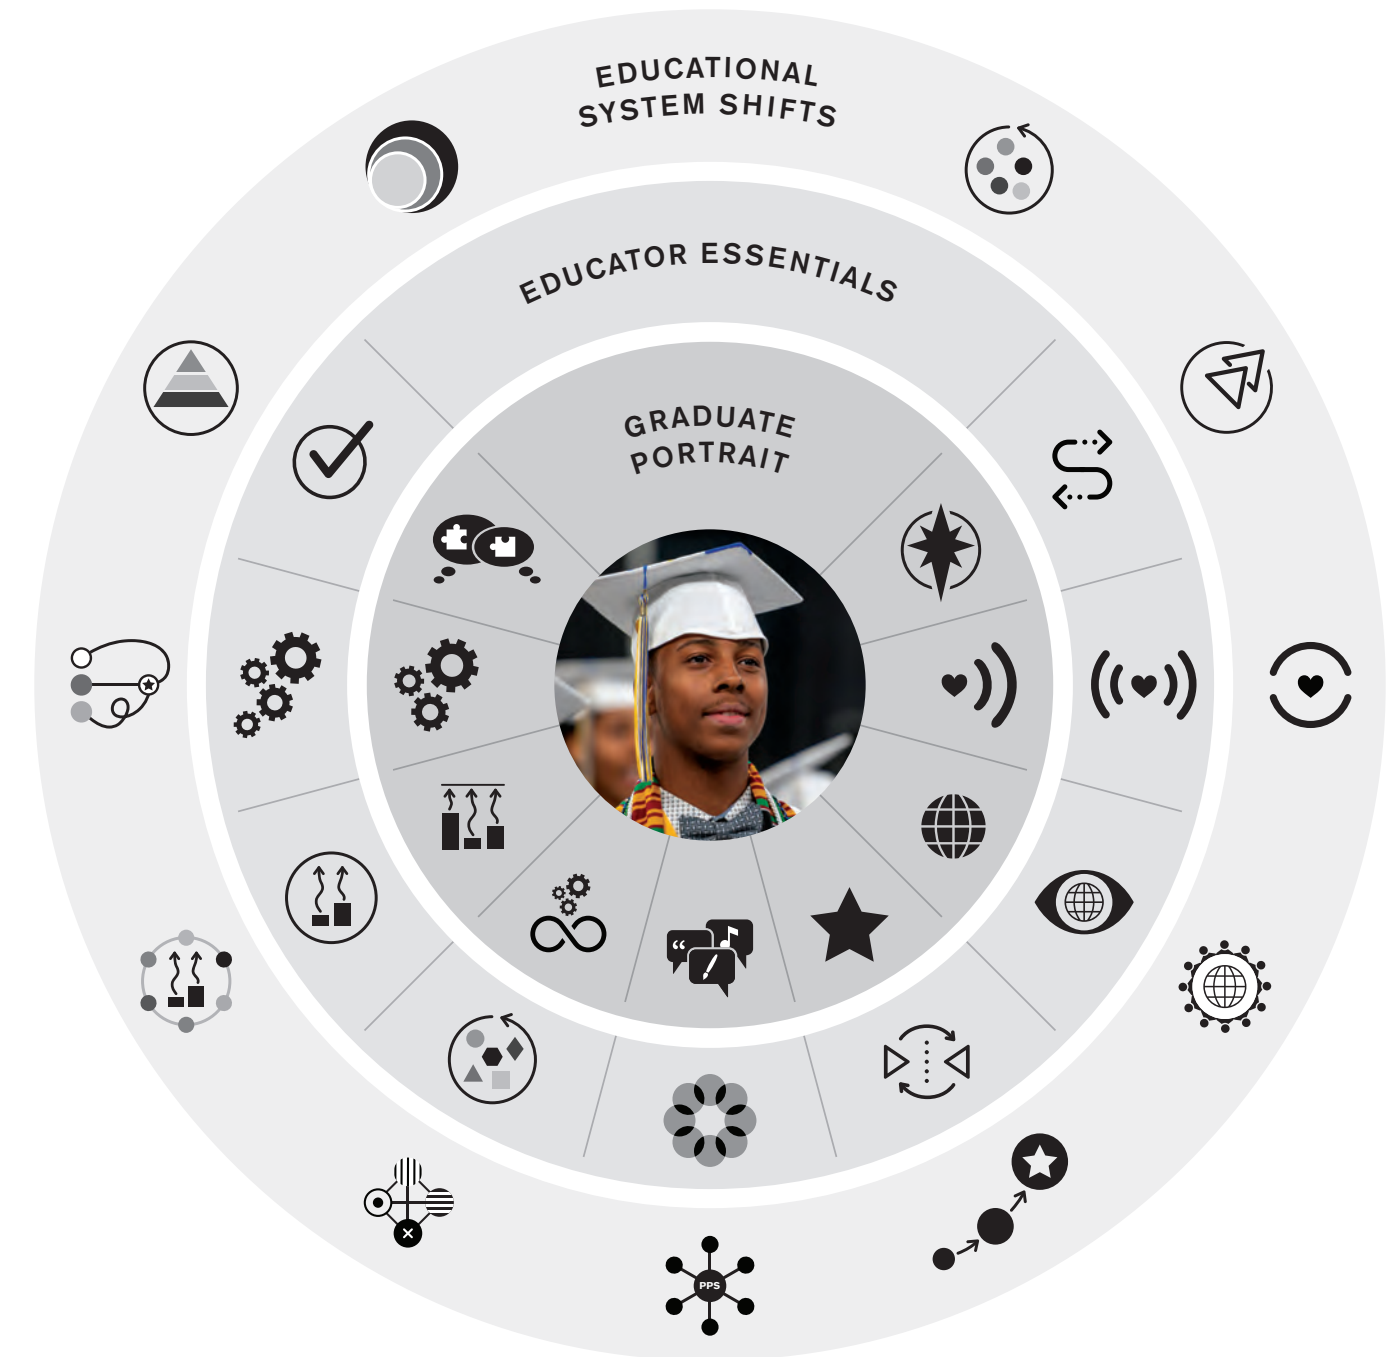 EDUCATIONAL
SYSTEM SHIFTS
EDUCATOR ESSENTIALS
GRADUATE
PORTRAIT
PPS